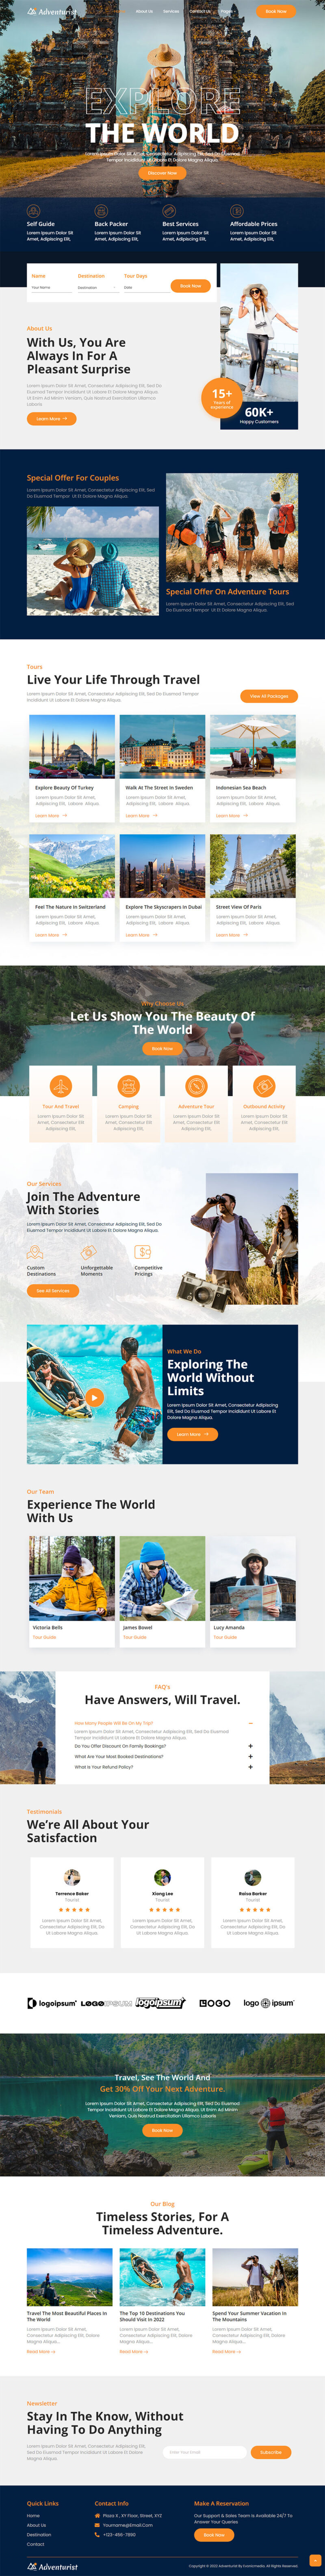 Adventurist
About Us
Services
Contact Us
Pages
Book Now
EXPLORE
THE WORLD
Lorem Ipsum Dolor Sit Amet, Consectetur Adipiscing Elit, Sed Do Eiusmod
Tempor Incididunt Ut Labore Et Dolore Magna Aliqua.
Discover Now
Self Guide
Lorem Ipsum Dolor Sit
Amet, Adipiscing Elit,
Back Packer
Lorem Ipsum Dolor Sit
Amet, Adipiscing Elit,
Best Services
Lorem Ipsum Dolor Sit
Amet, Adipiscing Elit,
Affordable Prices
Lorem Ipsum Dolor Sit
Amet, Adipiscing Elit,
Name
Your Name
Destination
Destination
Tour Days
Date
Book Now
About Us
With Us, You Are
Always In For A
Pleasant Surprise
Lorem Ipsum Dolor Sit Amet, Consectetur Adipiscing Elit, Sed Do
Eiusmod Tempor Incididunt Ut Labore Et Dolore Magna Aliqua.
Ut Enim Ad Minim Veniam, Quis Nostrud Exercitation Ullamco
Laboris
Learn More →
15+
Years of
experience
60K+
Happy Customers
Special Offer For Couples
Lorem Ipsum Dolor Sit Amet, Consectetur Adipiscing Elit, Sed
Do Eiusmod Tempor Ut Et Dolore Magna Aliqua.
Special Offer On Adventure Tours
Lorem Ipsum Dolor Sit Amet, Consectetur Adipiscing Elit, Sed
Do Eiusmod Tempor Ut Et Dolore Magna Aliqua.
Tours
Live Your Life Through Travel
Lorem Ipsum Dolor Sit Amet, Consectetur Adipiscing Elit, Sed Do Eiusmod Tempor
Incididunt Ut Labore Et Dolore Magna Aliqua.
View All Packages
Explore Beauty Of Turkey
Lorem Ipsum Dolor Sit Amet,
Adipiscing Elit, Labore Aliqua.
Learn More →
Walk At The Street In Sweden
Lorem Ipsum Dolor Sit Amet,
Adipiscing Elit, Labore Aliqua.
Learn More →
Indonesian Sea Beach
Lorem Ipsum Dolor Sit Amet,
Adipiscing Elit, Labore Aliqua.
Learn More →
Feel The Nature In Switzerland
Lorem Ipsum Dolor Sit Amet,
Adipiscing Elit, Labore Aliqua.
Learn More →
Explore The Skyscrapers In Dubai
Lorem Ipsum Dolor Sit Amet,
Adipiscing Elit, Labore Aliqua.
Learn More →
Street View Of Paris
Lorem Ipsum Dolor Sit Amet,
Adipiscing Elit, Labore Aliqua.
Learn More →
Why Choose Us
Let Us Show You The Beauty Of
The World
Book Now
Tour And Travel
Lorem Ipsum Dolor Sit
Amet, Consectetur Elit
Adipiscing Elit,
Camping
Lorem Ipsum Dolor Sit
Amet, Consectetur Elit
Adipiscing Elit,
Adventure Tour
Lorem Ipsum Dolor Sit
Amet, Consectetur Elit
Adipiscing Elit,
Outbound Activity
Lorem Ipsum Dolor Sit
Amet, Consectetur Elit
Adipiscing Elit,
Our Services
Join The Adventure
With Stories
Lorem Ipsum Dolor Sit Amet, Consectetur Adipiscing Elit, Sed Do
Eiusmod Tempor Incididunt Ut Labore Et Dolore Magna Aliqua.
Custom
Destinations
Unforgettable
Moments
Competitive
Pricings
See All Services
What We Do
Exploring The
World Without
Limits
Lorem Ipsum Dolor Sit Amet, Consectetur Adipiscing
Elit, Sed Do Eiusmod Tempor Incididunt Ut Labore Et
Dolore Magna Aliqua.
Learn More →
Our Team
Experience The World
With Us
Victoria Bells
Tour Guide
James Bowel
Tour Guide
Lucy Amanda
Tour Guide
FAQ's
Have Answers, Will Travel.
How Many People Will Be On My Trip?
Lorem Ipsum Dolor Sit Amet, Consectetur Adipiscing Elit, Sed Do Eiusmod
Tempor Incididunt Ut Labore Et Dolore Magna Aliqua.
Do You Offer Discount On Family Bookings?
What Are Your Most Booked Destinations?
What Is Your Refund Policy?
Testimonials
We're All About Your
Satisfaction
Terrence Baker
Tourist
Lorem Ipsum Dolor Sit Amet,
Consectetur Adipiscing Elit, Do
Ut Labore Magna Aliqua.
Xiang Lee
Tourist
Lorem Ipsum Dolor Sit Amet,
Consectetur Adipiscing Elit, Do
Ut Labore Magna Aliqua.
Raisa Barker
Tourist
Lorem Ipsum Dolor Sit Amet,
Consectetur Adipiscing Elit, Do
Ut Labore Magna Aliqua.
logoipsum
LOGOIPSUM
logoipsum
LOGO
logo ipsum
Travel, See The World And
Get 30% Off Your Next Adventure.
Lorem Ipsum Dolor Sit Amet, Consectetur Adipiscing Elit, Sed Do Eiusmod
Tempor Incididunt Ut Labore Et Dolore Magna Aliqua. Ut Enim Ad Minim
Veniam, Quis Nostrud Exercitation Ullamco Laboris
Book Now
Our Blog
Timeless Stories, For A
Timeless Adventure.
Travel The Most Beautiful Places In
The World
Lorem Ipsum Dolor Sit Amet,
Consectetur Adipiscing Elit, Dolore
Magna Aliqua...
Read More →
The Top 10 Destinations You
Should Visit In 2022
Lorem Ipsum Dolor Sit Amet,
Consectetur Adipiscing Elit, Dolore
Magna Aliqua...
Read More →
Spend Your Summer Vacation In
The Mountains
Lorem Ipsum Dolor Sit Amet,
Consectetur Adipiscing Elit, Dolore
Magna Aliqua...
Read More →
Newsletter
Stay In The Know, Without
Having To Do Anything
Lorem Ipsum Dolor Sit Amet, Consectetur Adipiscing Elit,
Sed Do Eiusmod Tempor Incididunt Ut Labore Et Dolore
Magna Aliqua.
Enter Your Email
Subscribe
Quick Links
Home
About Us
Destination
Contact
Contact Info
Plaza X , XY Floor, Street, XYZ
Yourname@Email.Com
+123-456-7890
Make A Reservation
Our Support & Sales Team Is Available 24/7 To
Answer Your Queries
Book Now
Adventurist